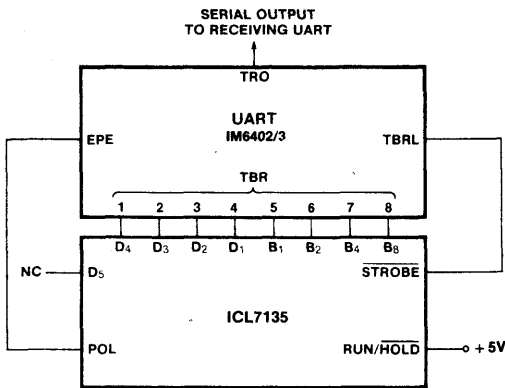 SERIAL OUTPUT
TO RECEIVING UART
TRO
UART
IM6402/3
EPE
TBRL
TBR
1 2 3 4 5 6 7 8
D4 D3 D2 D1 B1 B2 B4 B8
NC
D5
STROBE
ICL7135
POL
RUN/HOLD
+5V